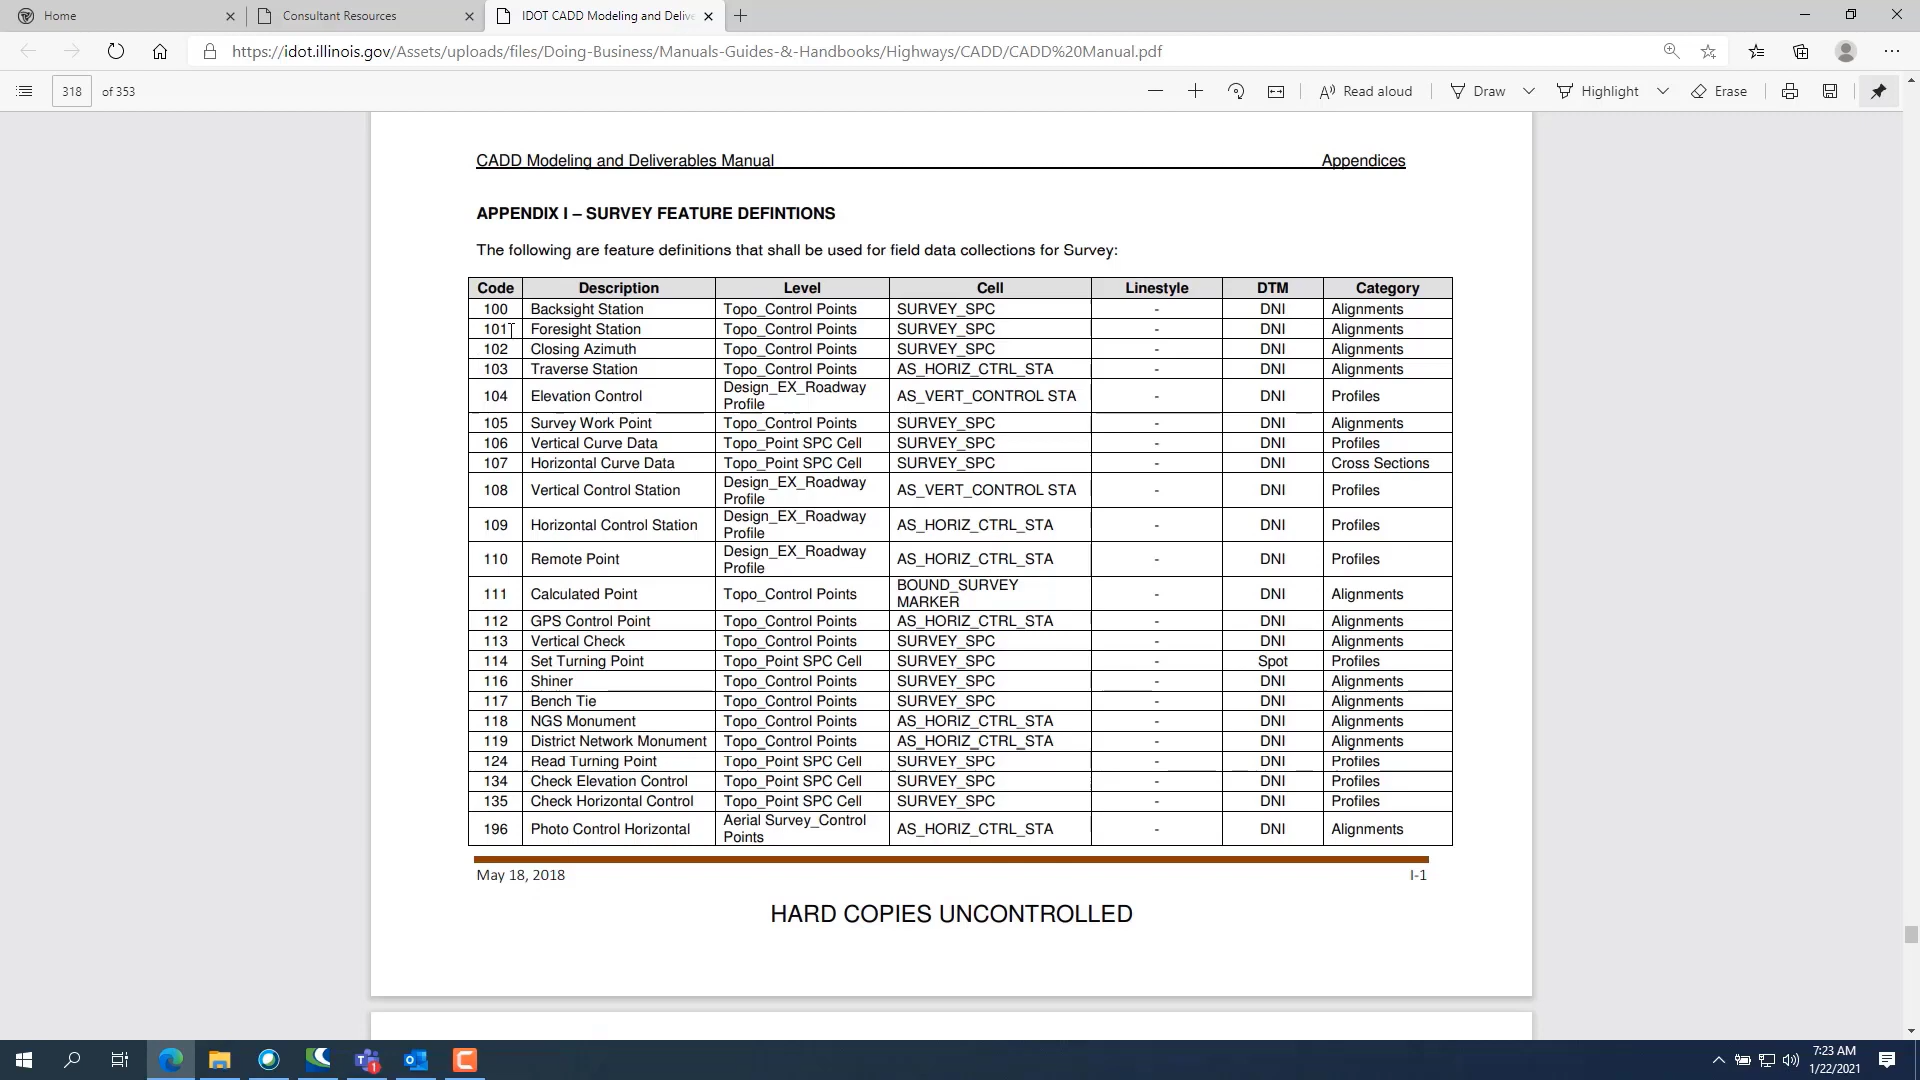 Home
Consultant Resources
IDOT CADD Modeling and Delive
https://idot.illinois.gov/Assets/uploads/files/Doing-Business/Manuals-Guides-&-Handbooks/Highways/CADD/CADD%20Manual.pdf
318 of 353 Read aloud Draw Highlight Erase
CADD Modeling and Deliverables Manual Appendices
APPENDIX I – SURVEY FEATURE DEFINTIONS
The following are feature definitions that shall be used for field data collections for Survey:
Code Description Level Cell Linestyle DTM Category
100 Backsight Station Topo_Control Points SURVEY_SPC - DNI Alignments
101 Foresight Station Topo_Control Points SURVEY_SPC - DNI Alignments
102 Closing Azimuth Topo_Control Points SURVEY_SPC - DNI Alignments
103 Traverse Station Topo_Control Points AS_HORIZ_CTRL_STA - DNI Alignments
104 Elevation Control Design_EX_Roadway Profile AS_VERT_CONTROL STA - DNI Profiles
105 Survey Work Point Topo_Control Points SURVEY_SPC - DNI Alignments
106 Vertical Curve Data Topo_Point SPC Cell SURVEY_SPC - DNI Profiles
107 Horizontal Curve Data Topo_Point SPC Cell SURVEY_SPC - DNI Cross Sections
108 Vertical Control Station Design_EX_Roadway Profile AS_VERT_CONTROL STA - DNI Profiles
109 Horizontal Control Station Design_EX_Roadway Profile AS_HORIZ_CTRL_STA - DNI Profiles
110 Remote Point Design_EX_Roadway Profile AS_HORIZ_CTRL_STA - DNI Profiles
111 Calculated Point Topo_Control Points BOUND_SURVEY MARKER - DNI Alignments
112 GPS Control Point Topo_Control Points AS_HORIZ_CTRL_STA - DNI Alignments
113 Vertical Check Topo_Control Points SURVEY_SPC - DNI Alignments
114 Set Turning Point Topo_Point SPC Cell SURVEY_SPC - Spot Profiles
116 Shiner Topo_Control Points SURVEY_SPC - DNI Alignments
117 Bench Tie Topo_Control Points SURVEY_SPC - DNI Alignments
118 NGS Monument Topo_Control Points AS_HORIZ_CTRL_STA - DNI Alignments
119 District Network Monument Topo_Control Points AS_HORIZ_CTRL_STA - DNI Alignments
124 Read Turning Point Topo_Point SPC Cell SURVEY_SPC - DNI Profiles
134 Check Elevation Control Topo_Point SPC Cell SURVEY_SPC - DNI Profiles
135 Check Horizontal Control Topo_Point SPC Cell SURVEY_SPC - DNI Profiles
196 Photo Control Horizontal Aerial Survey_Control Points AS_HORIZ_CTRL_STA - DNI Alignments
May 18, 2018 I-1
HARD COPIES UNCONTROLLED
7:23 AM
1/22/2021